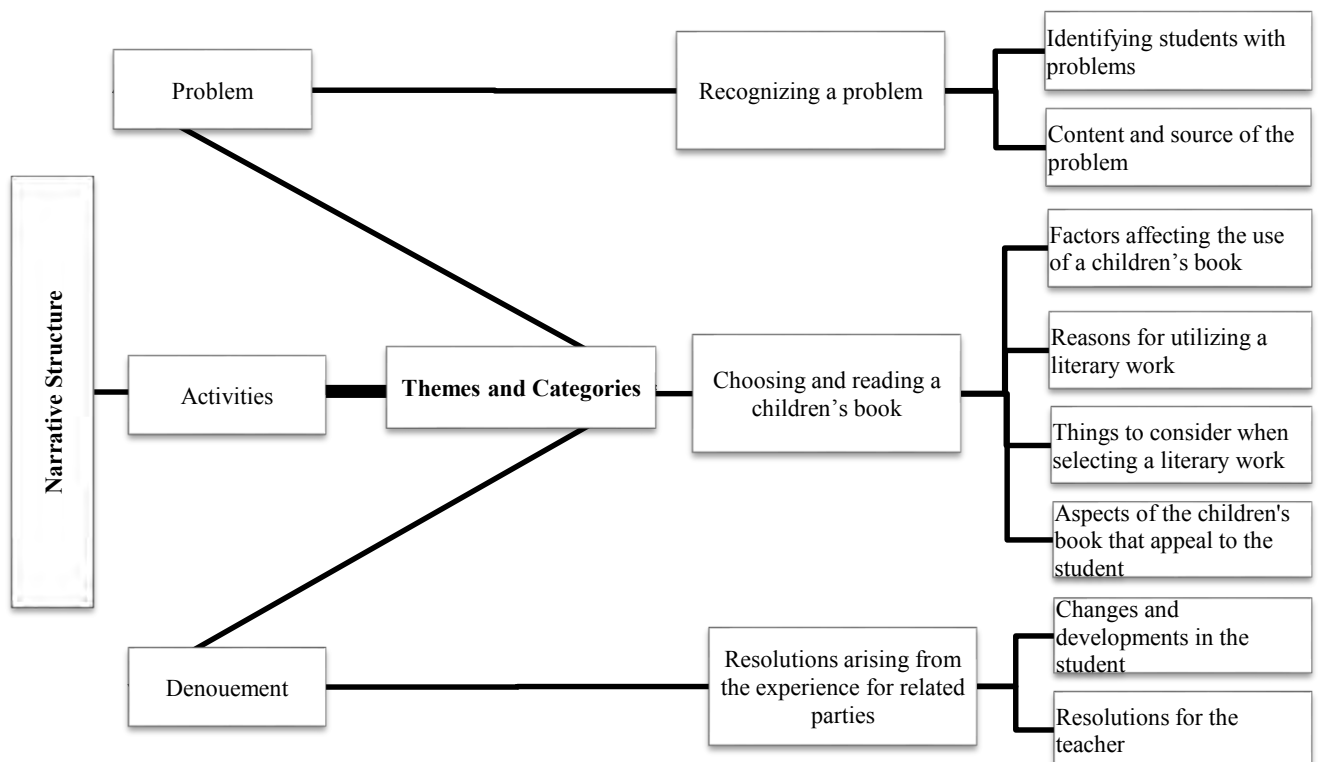 Narrative Structure
Problem
Recognizing a problem
Identifying students with
problems
Content and source of the
problem
Activities
Themes and Categories
Choosing and reading a
children’s book
Factors affecting the use
of a children’s book
Reasons for utilizing a
literary work
Things to consider when
selecting a literary work
Aspects of the children's
book that appeal to the
student
Denouement
Resolutions arising from
the experience for related
parties
Changes and
developments in the
student
Resolutions for the
teacher